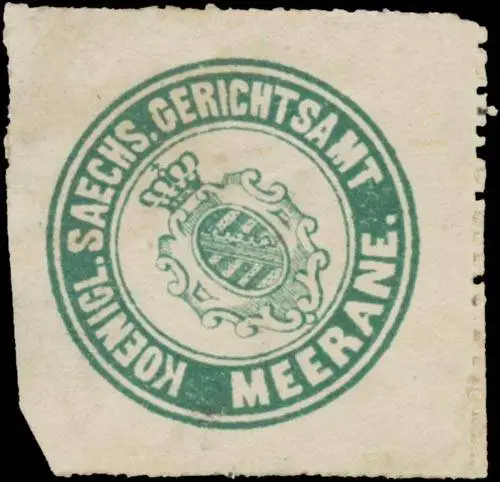 KOENIGL. SAECHS. GERICHTSAMT
MEERANE.